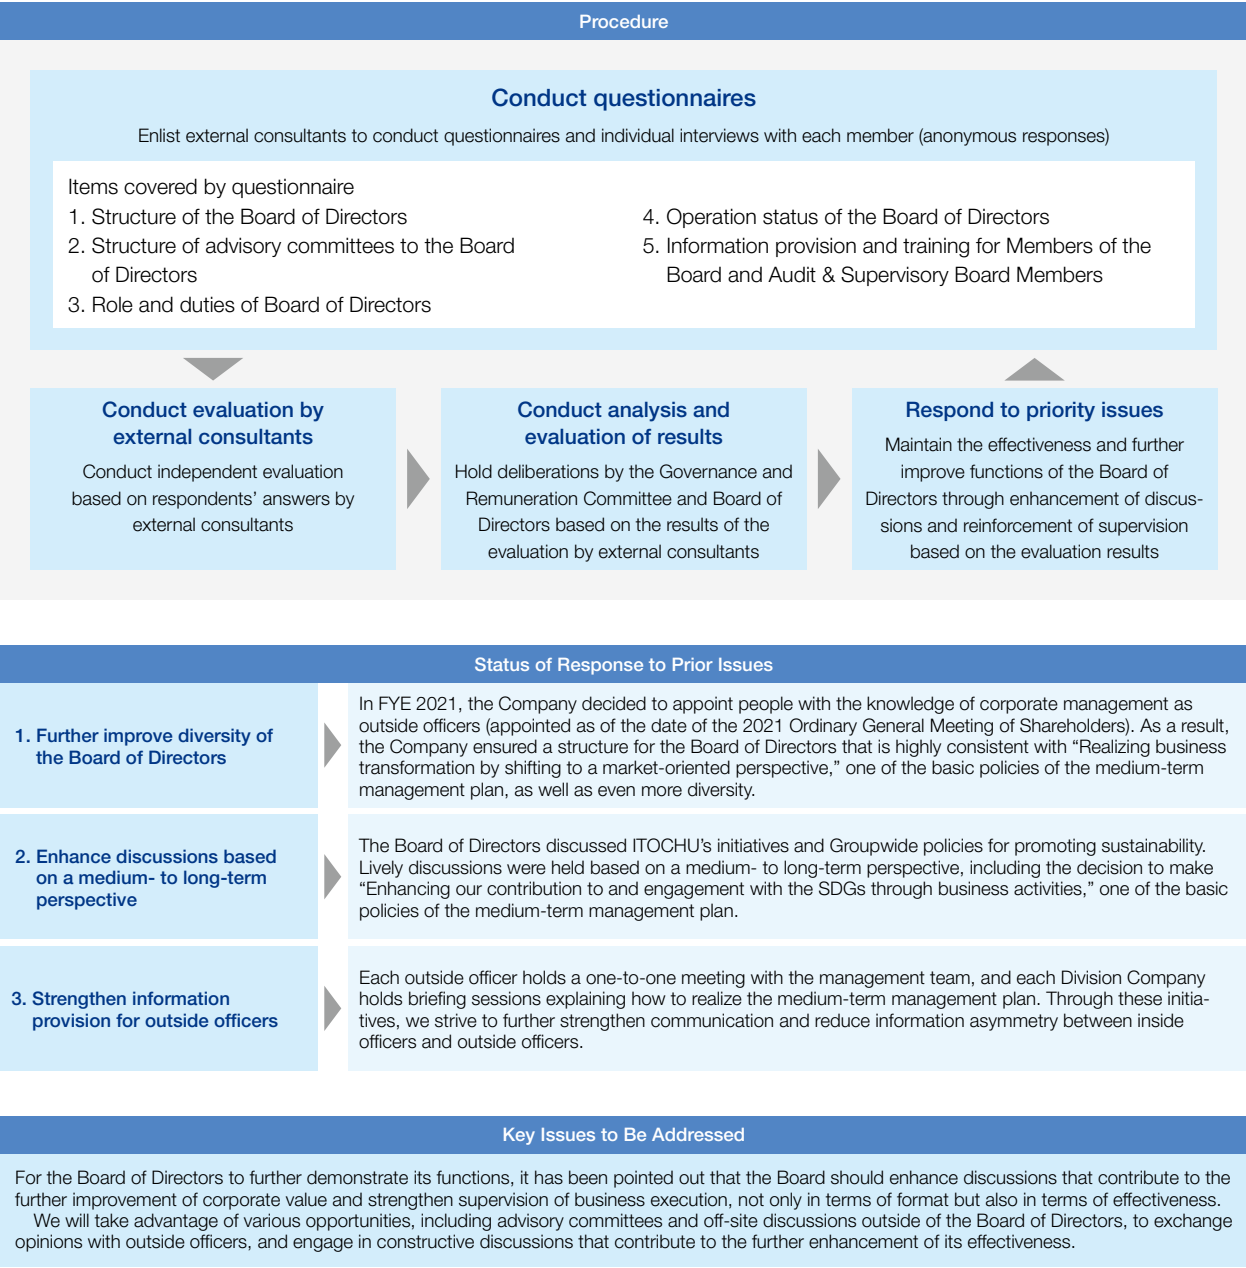 Procedure
Conduct questionnaires
Enlist external consultants to conduct questionnaires and individual interviews with each member (anonymous responses)
Items covered by questionnaire
1. Structure of the Board of Directors
2. Structure of advisory committees to the Board
of Directors
3. Role and duties of Board of Directors
4. Operation status of the Board of Directors
5. Information provision and training for Members of the
Board and Audit & Supervisory Board Members
Conduct evaluation by
external consultants
Conduct independent evaluation
based on respondents’ answers by
external consultants
Conduct analysis and
evaluation of results
Hold deliberations by the Governance and
Remuneration Committee and Board of
Directors based on the results of the
evaluation by external consultants
Respond to priority issues
Maintain the effectiveness and further
improve functions of the Board of
Directors through enhancement of discus-
sions and reinforcement of supervision
based on the evaluation results
Status of Response to Prior Issues
1. Further improve diversity of
the Board of Directors
In FYE 2021, the Company decided to appoint people with the knowledge of corporate management as
outside officers (appointed as of the date of the 2021 Ordinary General Meeting of Shareholders). As a result,
the Company ensured a structure for the Board of Directors that is highly consistent with “Realizing business
transformation by shifting to a market-oriented perspective,” one of the basic policies of the medium-term
management plan, as well as even more diversity.
2. Enhance discussions based
on a medium- to long-term
perspective
The Board of Directors discussed ITOCHU’s initiatives and Groupwide policies for promoting sustainability.
Lively discussions were held based on a medium- to long-term perspective, including the decision to make
“Enhancing our contribution to and engagement with the SDGs through business activities,” one of the basic
policies of the medium-term management plan.
3. Strengthen information
provision for outside officers
Each outside officer holds a one-to-one meeting with the management team, and each Division Company
holds briefing sessions explaining how to realize the medium-term management plan. Through these initia-
tives, we strive to further strengthen communication and reduce information asymmetry between inside
officers and outside officers.
Key Issues to Be Addressed
For the Board of Directors to further demonstrate its functions, it has been pointed out that the Board should enhance discussions that contribute to the
further improvement of corporate value and strengthen supervision of business execution, not only in terms of format but also in terms of effectiveness.
We will take advantage of various opportunities, including advisory committees and off-site discussions outside of the Board of Directors, to exchange
opinions with outside officers, and engage in constructive discussions that contribute to the further enhancement of its effectiveness.